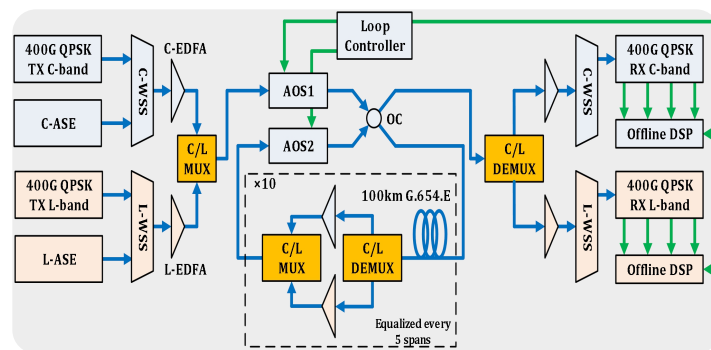 400G QPSK
TX C-band
C-ASE
C-WSS
C-EDFA
400G QPSK
TX L-band
L-ASE
L-WSS
L-EDFA
C/L
MUX
Loop
Controller
AOS1
AOS2
OC
×10
100km G.654.E
C/L
MUX
C/L
DEMUX
Equalized every
5 spans
C/L
DEMUX
C-WSS
400G QPSK
RX C-band
Offline DSP
L-WSS
400G QPSK
RX L-band
Offline DSP